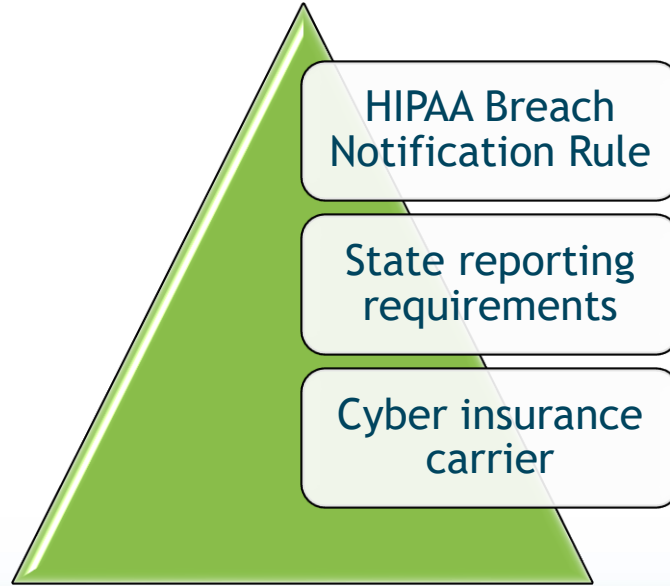 HIPAA Breach
Notification Rule
State reporting
requirements
Cyber insurance
carrier